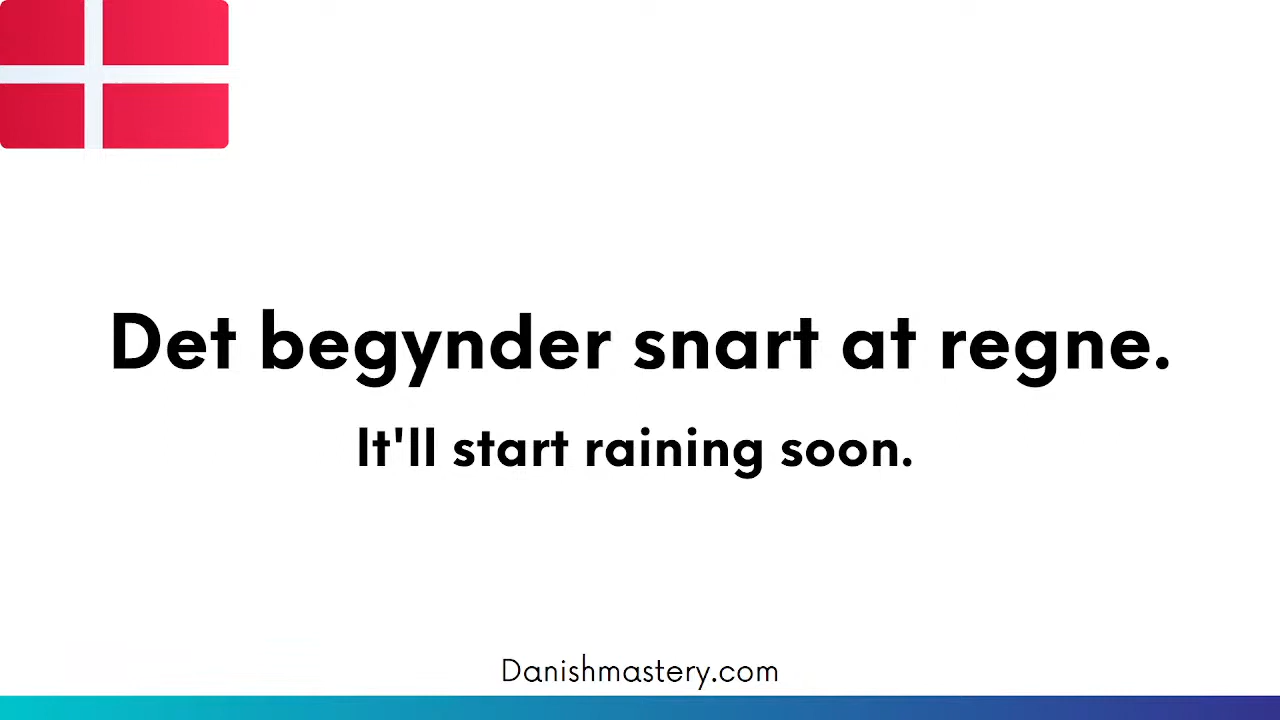 Det begynder snart at regne.
It'll start raining soon.
Danishmastery.com